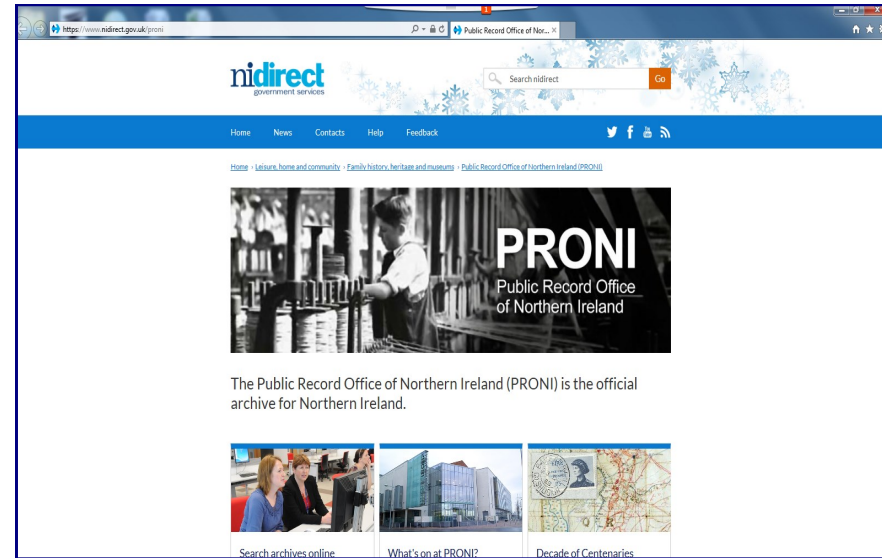 1
https://www.nidirect.gov.uk/proni
Public Record Office of Nor... ×
nidirect
government services
Search nidirect
Go
Home News Contacts Help Feedback
Home › Leisure, home and community › Family history, heritage and museums › Public Record Office of Northern Ireland (PRONI)
PRONI
Public Record Office
of Northern Ireland
The Public Record Office of Northern Ireland (PRONI) is the official
archive for Northern Ireland.
Search archives online
What's on at PRONI?
Decade of Centenaries